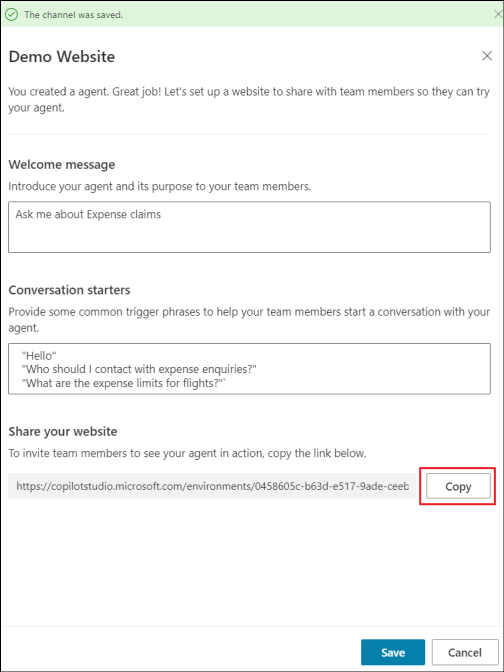 The channel was saved.
Demo Website
You created a agent. Great job! Let's set up a website to share with team members so they can try
your agent.
Welcome message
Introduce your agent and its purpose to your team members.
Ask me about Expense claims
Conversation starters
Provide some common trigger phrases to help your team members start a conversation with your
agent.
"Hello"
"Who should I contact with expense enquiries?"
"What are the expense limits for flights?"`
Share your website
To invite team members to see your agent in action, copy the link below.
https://copilotstudio.microsoft.com/environments/0458605c-b63d-e517-9ade-ceeb
Copy
Save
Cancel